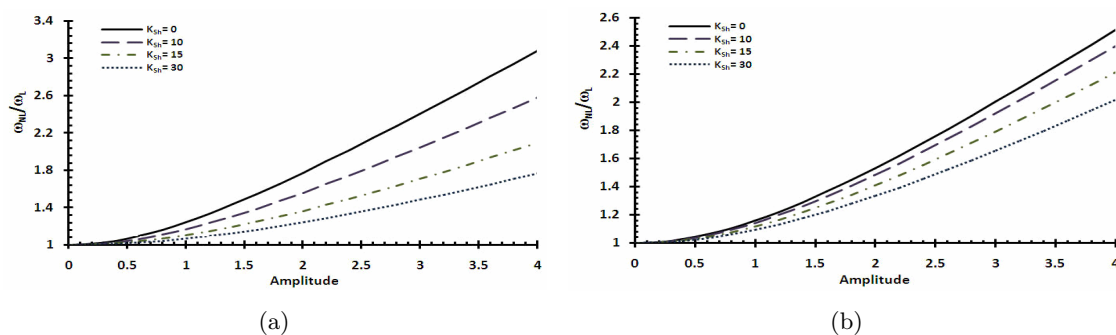 3.4
3
2.6
2.2
1.8
1.4
1
ω_NL/ω_L
K_Sh= 0
K_Sh= 10
K_Sh= 15
K_Sh= 30
0 0.5 1 1.5 2 2.5 3 3.5 4
Amplitude
(a)
2.6
2.4
2.2
2
1.8
1.6
1.4
1.2
1
ω_NL/ω_L
K_Sh= 0
K_Sh= 10
K_Sh= 15
K_Sh= 30
0 0.5 1 1.5 2 2.5 3 3.5 4
Amplitude
(b)